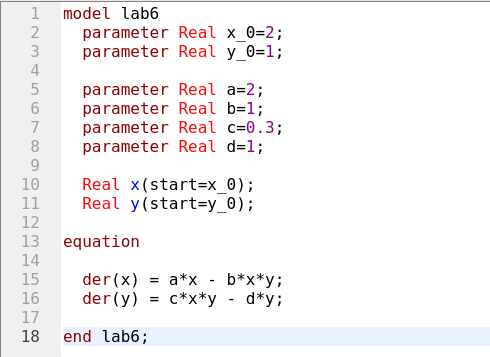 1 model lab6
2   parameter Real x_0=2;
3   parameter Real y_0=1;
4
5   parameter Real a=2;
6   parameter Real b=1;
7   parameter Real c=0.3;
8   parameter Real d=1;
9
10   Real x(start=x_0);
11   Real y(start=y_0);
12
13 equation
14
15   der(x) = a*x - b*x*y;
16   der(y) = c*x*y - d*y;
17
18 end lab6;